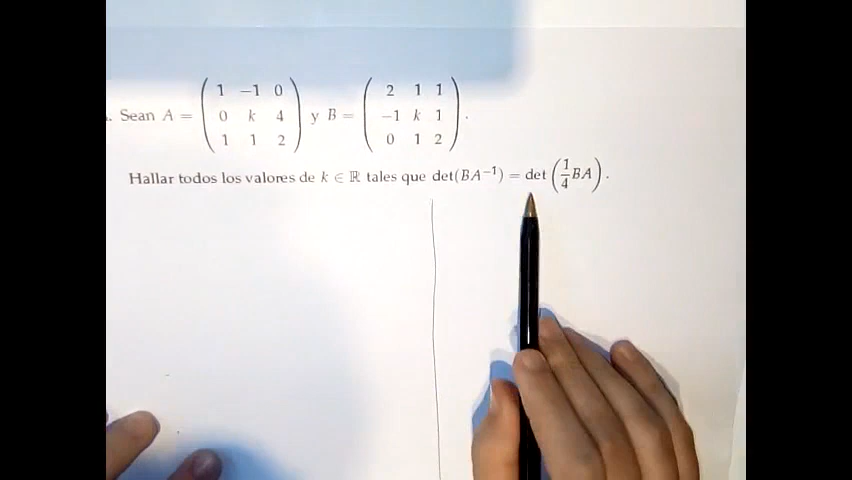 . Sean A = ( 1 −1 0 ; 0 k 4 ; 1 1 2 ) y B = ( 2 1 1 ; −1 k 1 ; 0 1 2 ).
Hallar todos los valores de k ∈ ℝ tales que det(BA⁻¹) = det (1/4 BA).